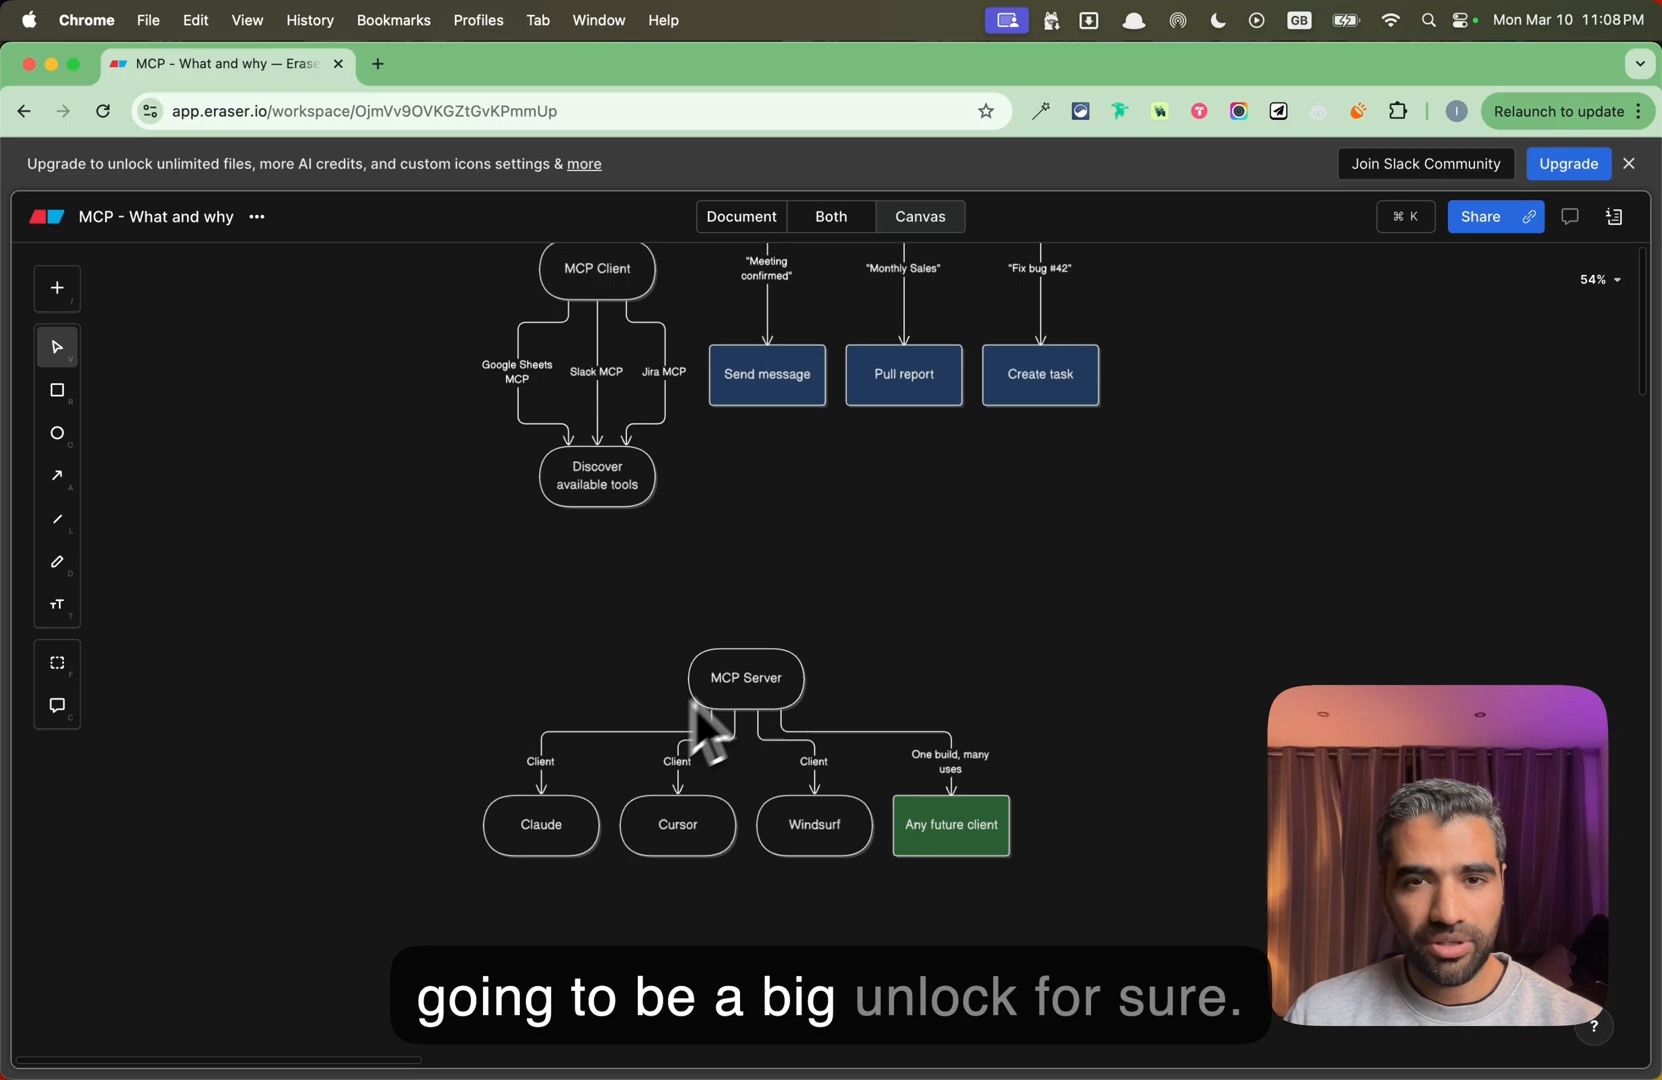 Chrome File Edit View History Bookmarks Profiles Tab Window Help GB Mon Mar 10 11:08 PM
MCP - What and why — Erase
app.eraser.io/workspace/OjmVv9OVKGZtGvKPmmUp Relaunch to update
Upgrade to unlock unlimited files, more AI credits, and custom icons settings & more Join Slack Community Upgrade
MCP - What and why Document Both Canvas ⌘ K Share
54%
MCP Client
"Meeting
confirmed"
"Monthly Sales"
"Fix bug #42"
Google Sheets
MCP
Slack MCP
Jira MCP
Send message
Pull report
Create task
Discover
available tools
MCP Server
Client
Client
Client
One build, many
uses
Claude
Cursor
Windsurf
Any future client
going to be a big unlock for sure.
/
V
R
O
A
L
D
T
F
C
I
?